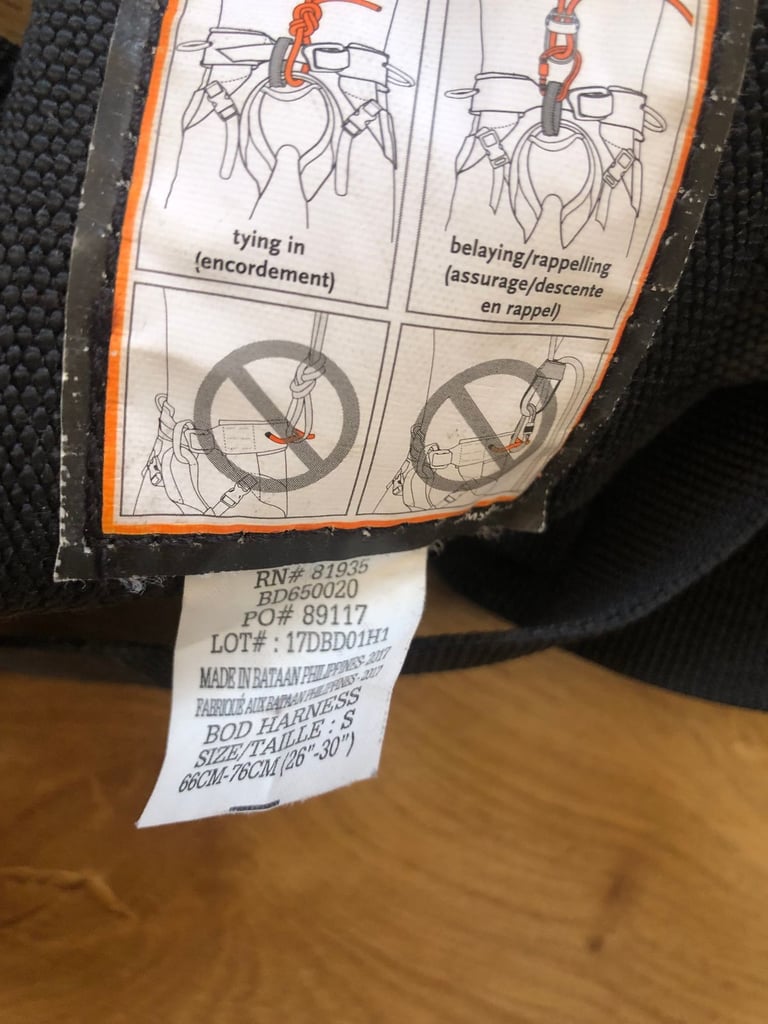 tying in
(encordement)
belaying/rappelling
(assurage/descente
en rappel)
RN# 81935
BD650020
PO# 89117
LOT# : 17DBD01H1
MADE IN BATAAN PHILIPPINES- 2017
FABRIQUÉ AUX BATAAN PHILIPPINES - 2017
BOD HARNESS
SIZE/TAILLE : S
66CM-76CM (26"-30")